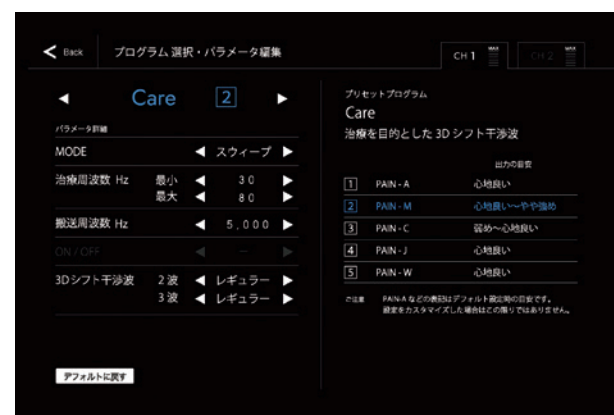 Back プログラム選択・パラメータ編集
CH 1 MAX CH 2 MAX
Care 2
パラメータ詳細
MODE スウィープ
治療周波数 Hz 最小 30
最大 80
搬送周波数 Hz 5,000
ON / OFF −
3Dシフト干渉波 2波 レギュラー
3波 レギュラー
デフォルトに戻す
プリセットプログラム
Care
治療を目的とした 3D シフト干渉波
出力の目安
1 PAIN - A 心地良い
2 PAIN - M 心地良い〜やや強め
3 PAIN - C 弱め〜心地良い
4 PAIN - J 心地良い
5 PAIN - W 心地良い
ご注意 PAIN-A などの表記はデフォルト設定時の目安です。
設定をカスタマイズした場合はこの限りではありません。